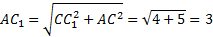 AC₁ = √(CC₁² + AC²) = √(4 + 5) = 3